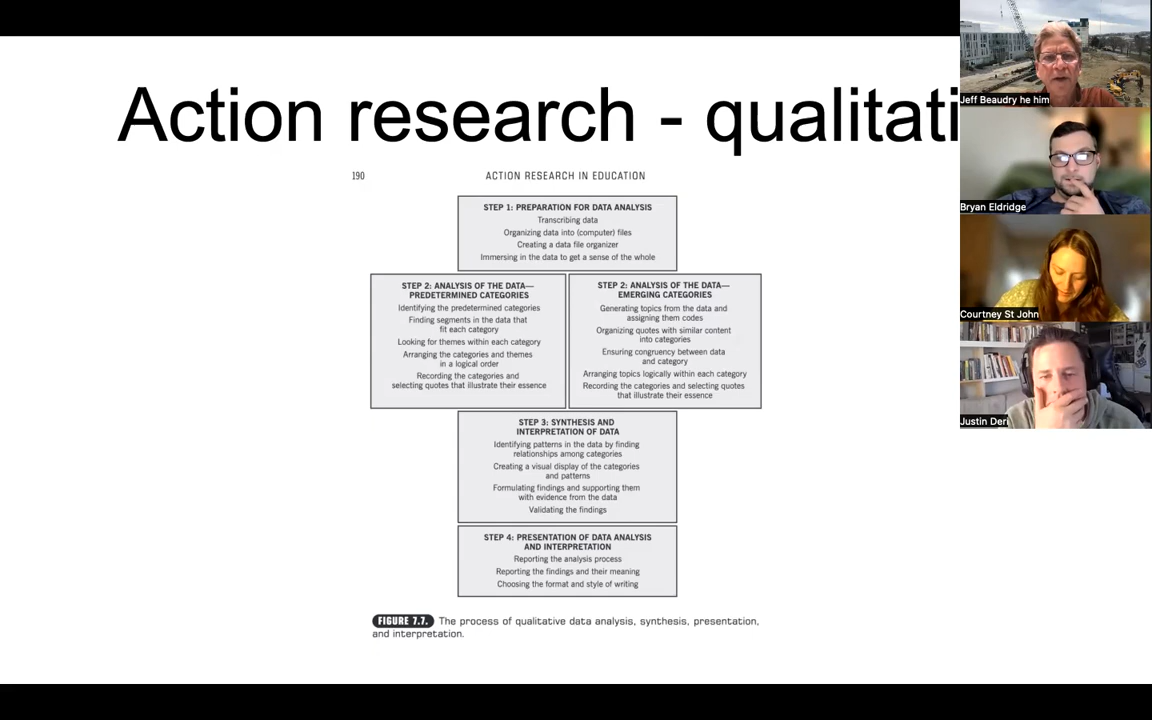 Action research - qualitati
190 ACTION RESEARCH IN EDUCATION
STEP 1: PREPARATION FOR DATA ANALYSIS
Transcribing data
Organizing data into (computer) files
Creating a data file organizer
Immersing in the data to get a sense of the whole
STEP 2: ANALYSIS OF THE DATA—
PREDETERMINED CATEGORIES
Identifying the predetermined categories
Finding segments in the data that
fit each category
Looking for themes within each category
Arranging the categories and themes
in a logical order
Recording the categories and
selecting quotes that illustrate their essence
STEP 2: ANALYSIS OF THE DATA—
EMERGING CATEGORIES
Generating topics from the data and
assigning them codes
Organizing quotes with similar content
into categories
Ensuring congruency between data
and category
Arranging topics logically within each category
Recording the categories and selecting quotes
that illustrate their essence
STEP 3: SYNTHESIS AND
INTERPRETATION OF DATA
Identifying patterns in the data by finding
relationships among categories
Creating a visual display of the categories
and patterns
Formulating findings and supporting them
with evidence from the data
Validating the findings
STEP 4: PRESENTATION OF DATA ANALYSIS
AND INTERPRETATION
Reporting the analysis process
Reporting the findings and their meaning
Choosing the format and style of writing
FIGURE 7.7. The process of qualitative data analysis, synthesis, presentation,
and interpretation.
Jeff Beaudry he him
Bryan Eldridge
Courtney St John
Justin Deri